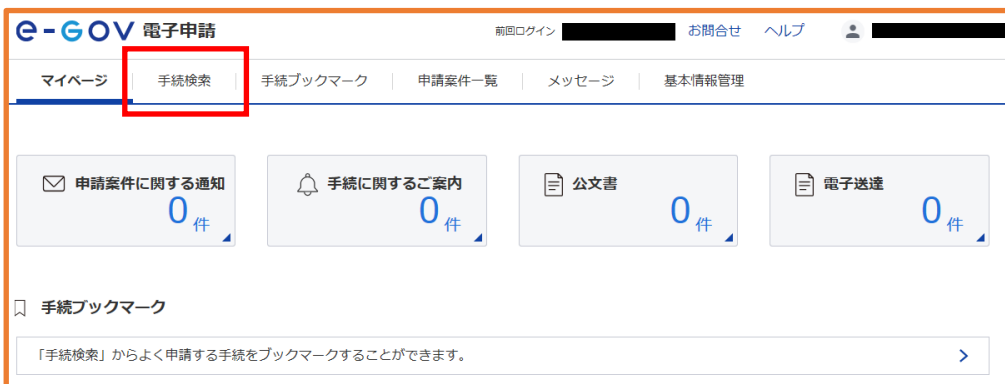 e-GOV 電子申請
前回ログイン
お問合せ
ヘルプ
マイページ
手続検索
手続ブックマーク
申請案件一覧
メッセージ
基本情報管理
申請案件に関する通知
0件
手続に関するご案内
0件
公文書
0件
電子送達
0件
手続ブックマーク
「手続検索」からよく申請する手続をブックマークすることができます。